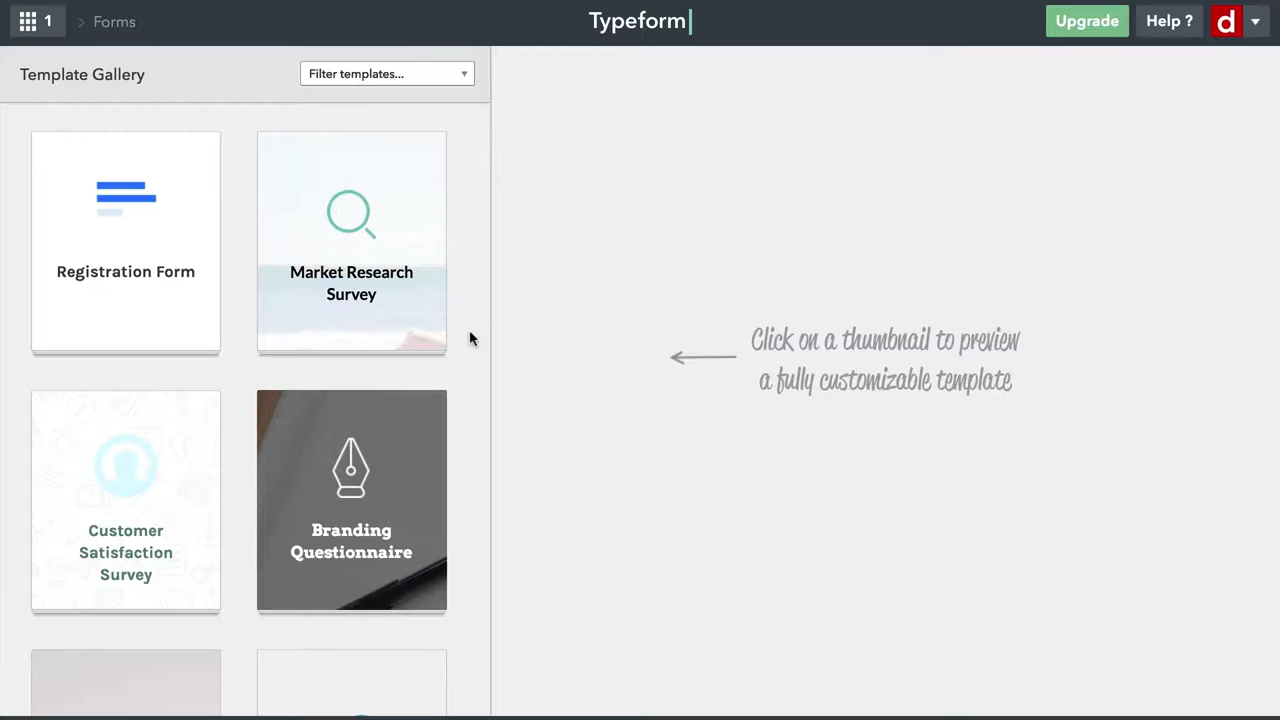 1
Forms
Typeform
Upgrade
Help ?
d
Template Gallery
Filter templates...
Registration Form
Market Research
Survey
Click on a thumbnail to preview
a fully customizable template
Customer
Satisfaction
Survey
Branding
Questionnaire